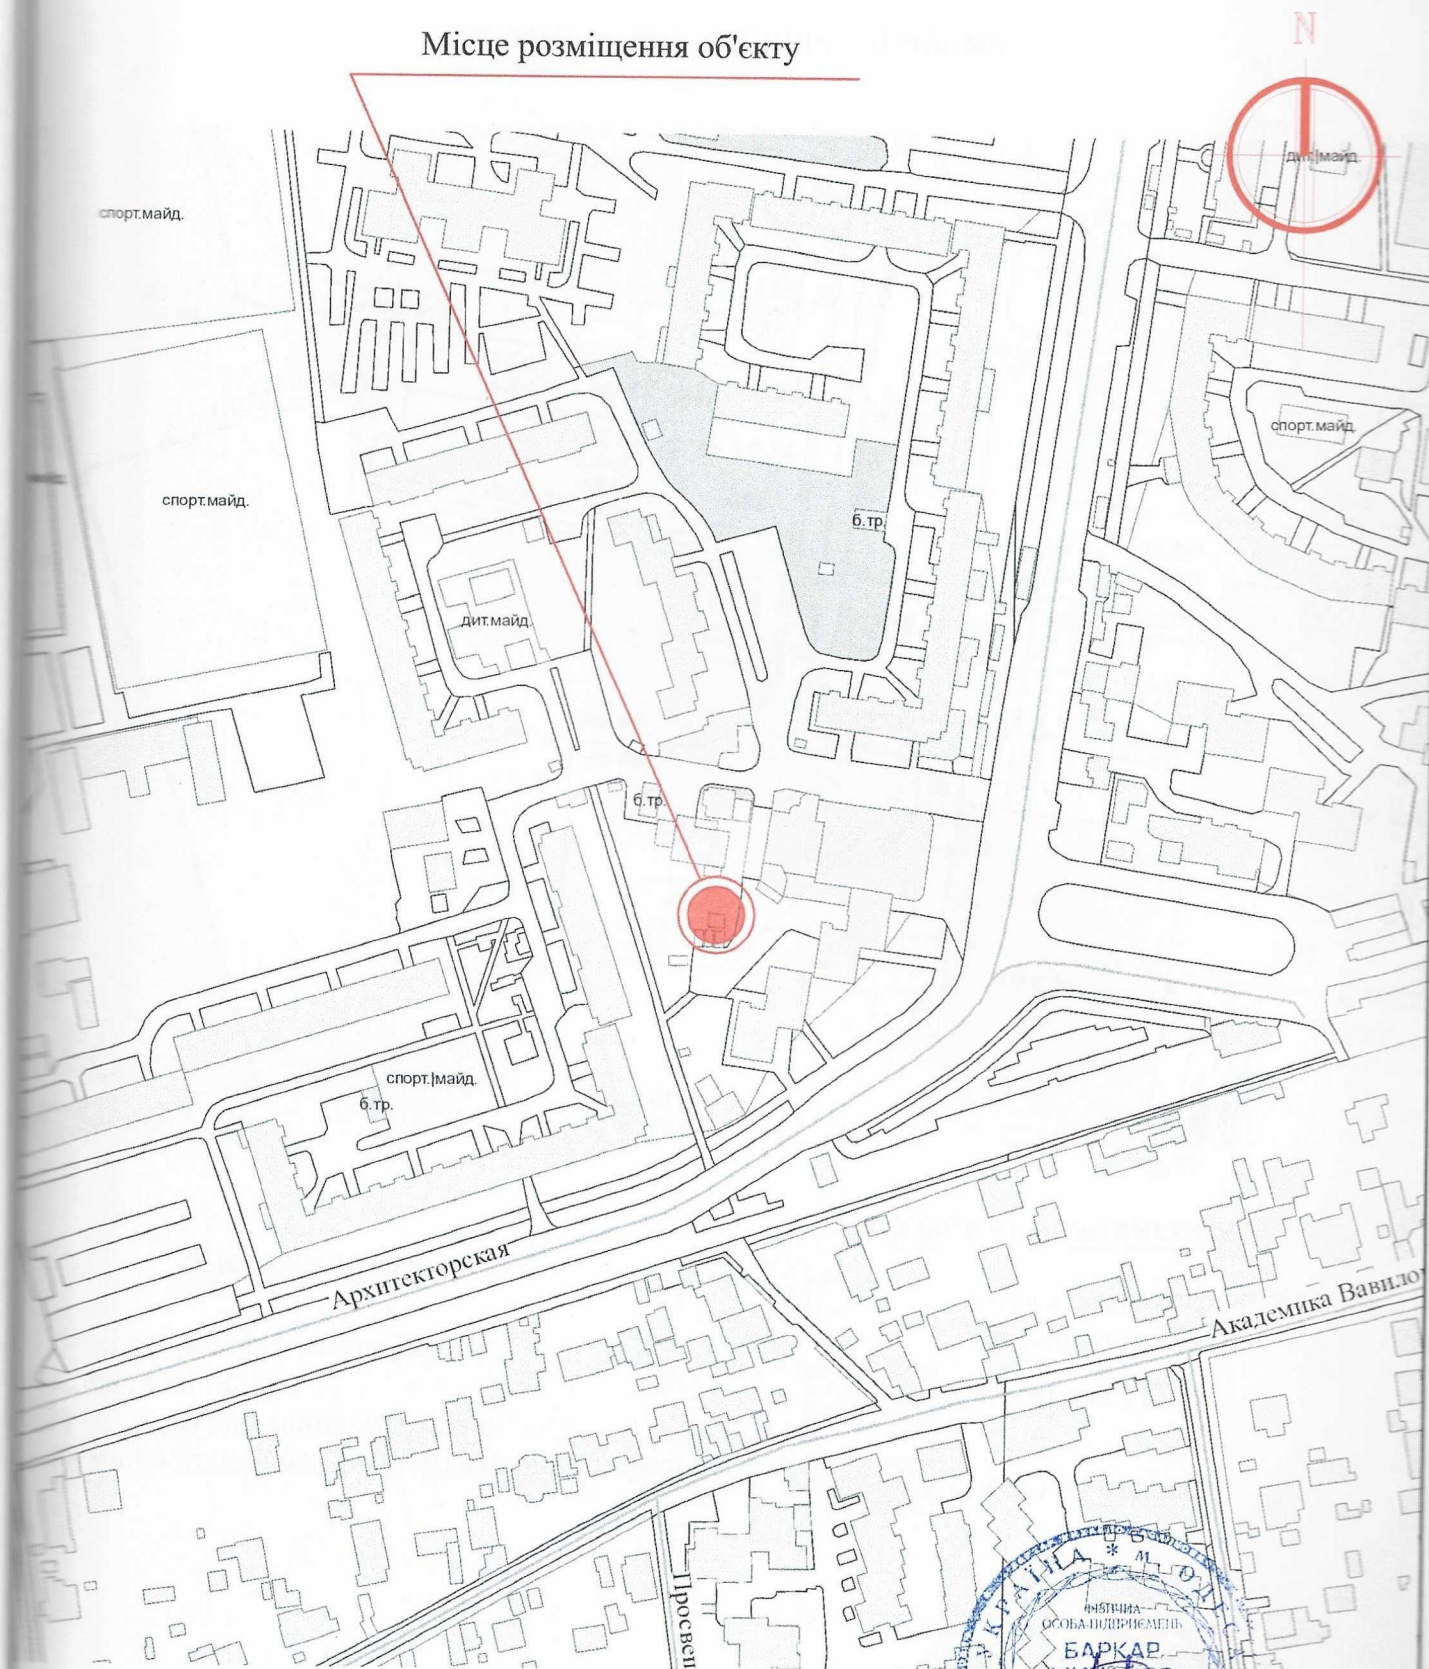 Місце розміщення об'єкту
N
дит.майд.
спорт.майд.
спорт.майд.
спорт.майд.
б.тр.
дит.майд.
б.тр.
спорт.майд.
б.тр.
Архитекторская
Академика Вавило
Просвещ
УКРАЇНА * м. ОДЕС
ФІЗИЧНА
ОСОБА-ПІДПРИЄМЕЦЬ
БАРКАР